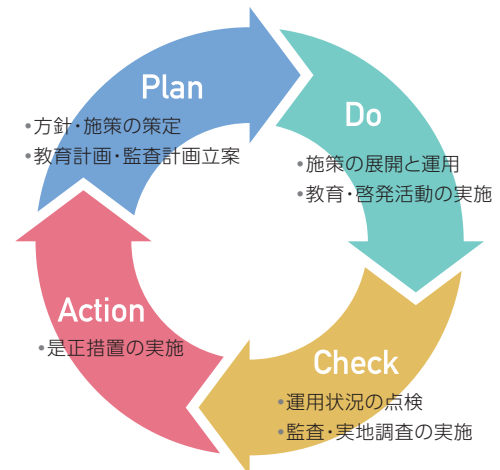 Plan
•方針・施策の策定
•教育計画・監査計画立案
Do
•施策の展開と運用
•教育・啓発活動の実施
Check
•運用状況の点検
•監査・実地調査の実施
Action
•是正措置の実施